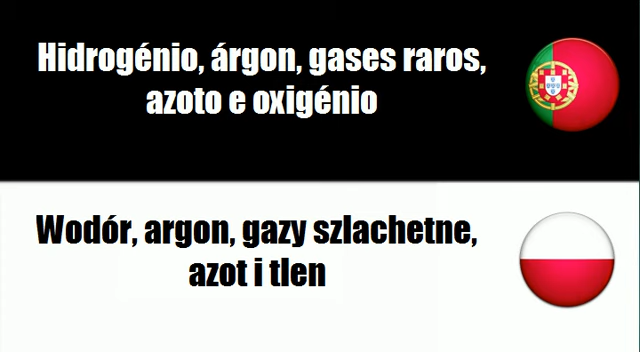 Hidrogénio, árgon, gases raros,
azoto e oxigénio
Wodór, argon, gazy szlachetne,
azot i tlen